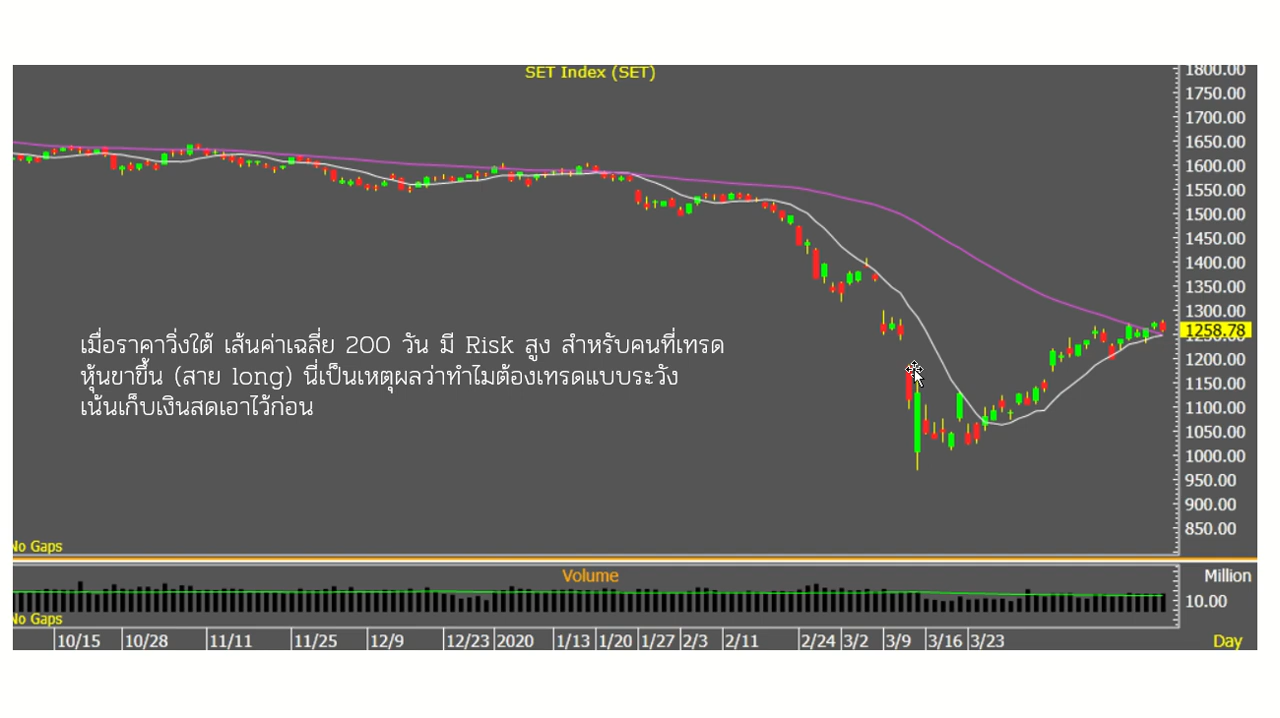 SET Index (SET)
1800.00
1750.00
1700.00
1650.00
1600.00
1550.00
1500.00
1450.00
1400.00
1350.00
1300.00
1258.78
1200.00
1150.00
1100.00
1050.00
1000.00
950.00
900.00
850.00
เมื่อราคาวิ่งใต้ เส้นค่าเฉลี่ย 200 วัน มี Risk สูง สำหรับคนที่เทรด
หุ้นขาขึ้น (สาย long) นี่เป็นเหตุผลว่าทำไมต้องเทรดแบบระวัง
เน้นเก็บเงินสดเอาไว้ก่อน
No Gaps
Volume
Million
10.00
No Gaps
10/15 10/28 11/11 11/25 12/9 12/23 2020 1/13 1/20 1/27 2/3 2/11 2/24 3/2 3/9 3/16 3/23 Day